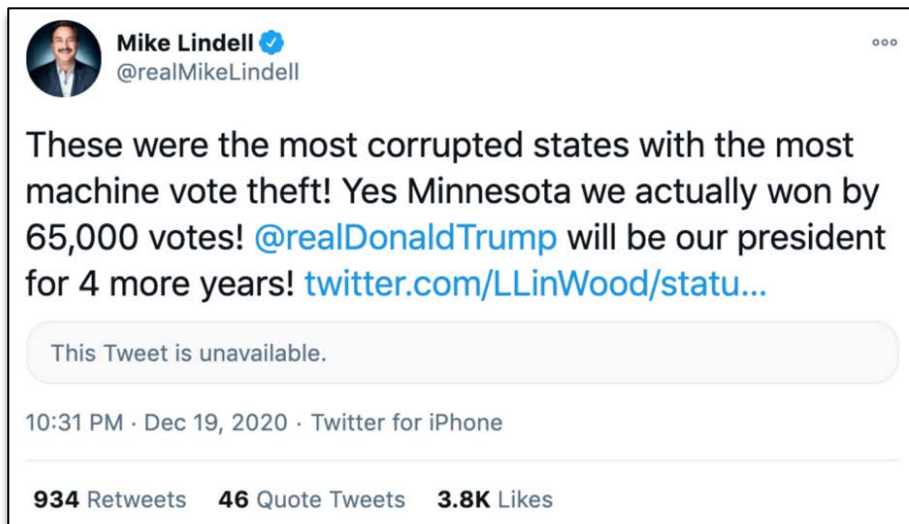 Mike Lindell
@realMikeLindell
These were the most corrupted states with the most
machine vote theft! Yes Minnesota we actually won by
65,000 votes! @realDonaldTrump will be our president
for 4 more years! twitter.com/LLinWood/statu...
This Tweet is unavailable.
10:31 PM · Dec 19, 2020 · Twitter for iPhone
934 Retweets 46 Quote Tweets 3.8K Likes